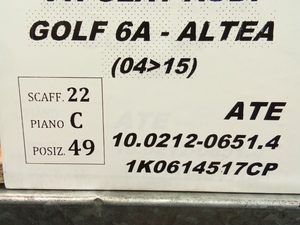 GOLF 6A - ALTEA
(04>15)
SCAFF. 22
PIANO C
POSIZ. 49
ATE
10.0212-0651.4
1K0614517CP